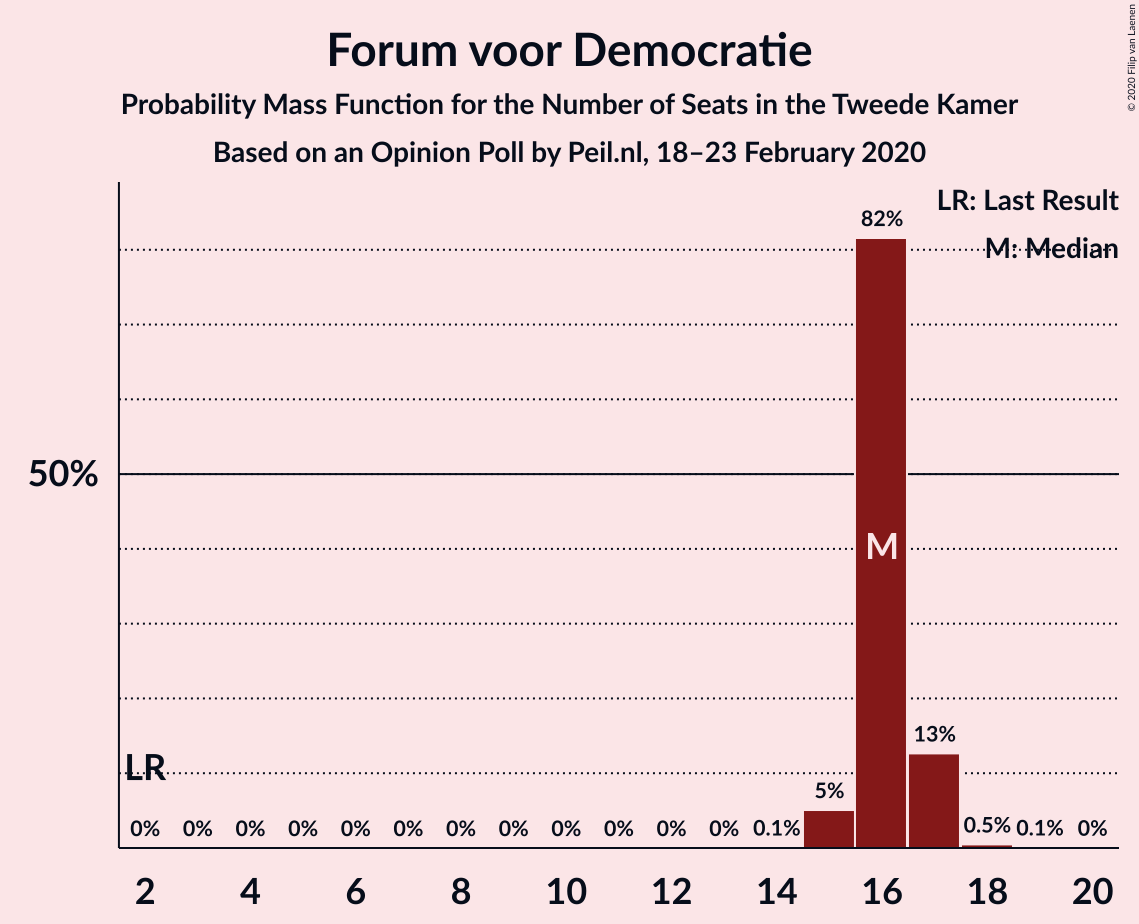 Forum voor Democratie
Probability Mass Function for the Number of Seats in the Tweede Kamer
Based on an Opinion Poll by Peil.nl, 18–23 February 2020
© 2020 Filip van Laenen
LR: Last Result
M: Median
82%
50%
M
13%
LR
5%
0% 0% 0% 0% 0% 0% 0% 0% 0% 0% 0% 0% 0.1% 0.5% 0.1% 0%
2 4 6 8 10 12 14 16 18 20